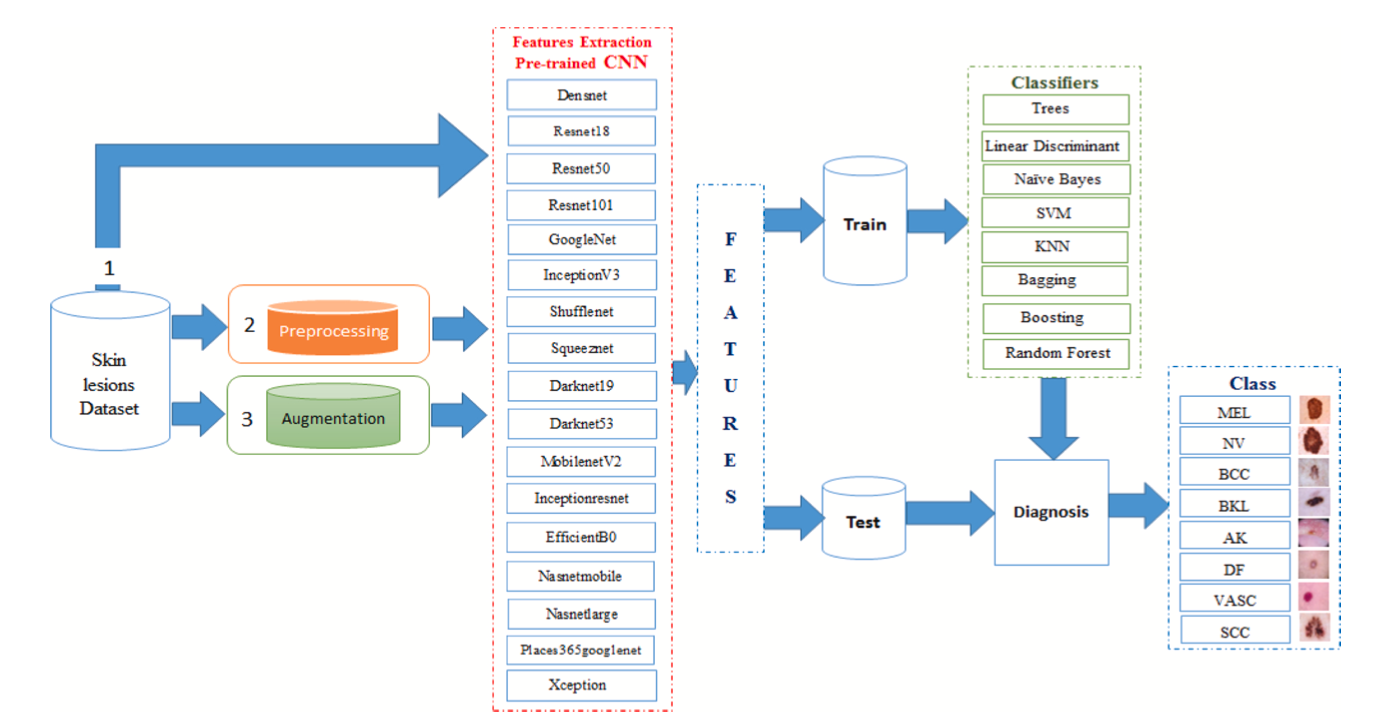 1
Skin
lesions
Dataset
2
Preprocessing
3
Augmentation
Features Extraction
Pre-trained CNN
Densnet
Resnet18
Resnet50
Resnet101
GoogleNet
InceptionV3
Shufflenet
Squeeznet
Darknet19
Darknet53
MobilenetV2
Inceptionresnet
EfficientB0
Nasnetmobile
Nasnetlarge
Places365googlenet
Xception
F
E
A
T
U
R
E
S
Train
Test
Classifiers
Trees
Linear Discriminant
Naïve Bayes
SVM
KNN
Bagging
Boosting
Random Forest
Diagnosis
Class
MEL
NV
BCC
BKL
AK
DF
VASC
SCC